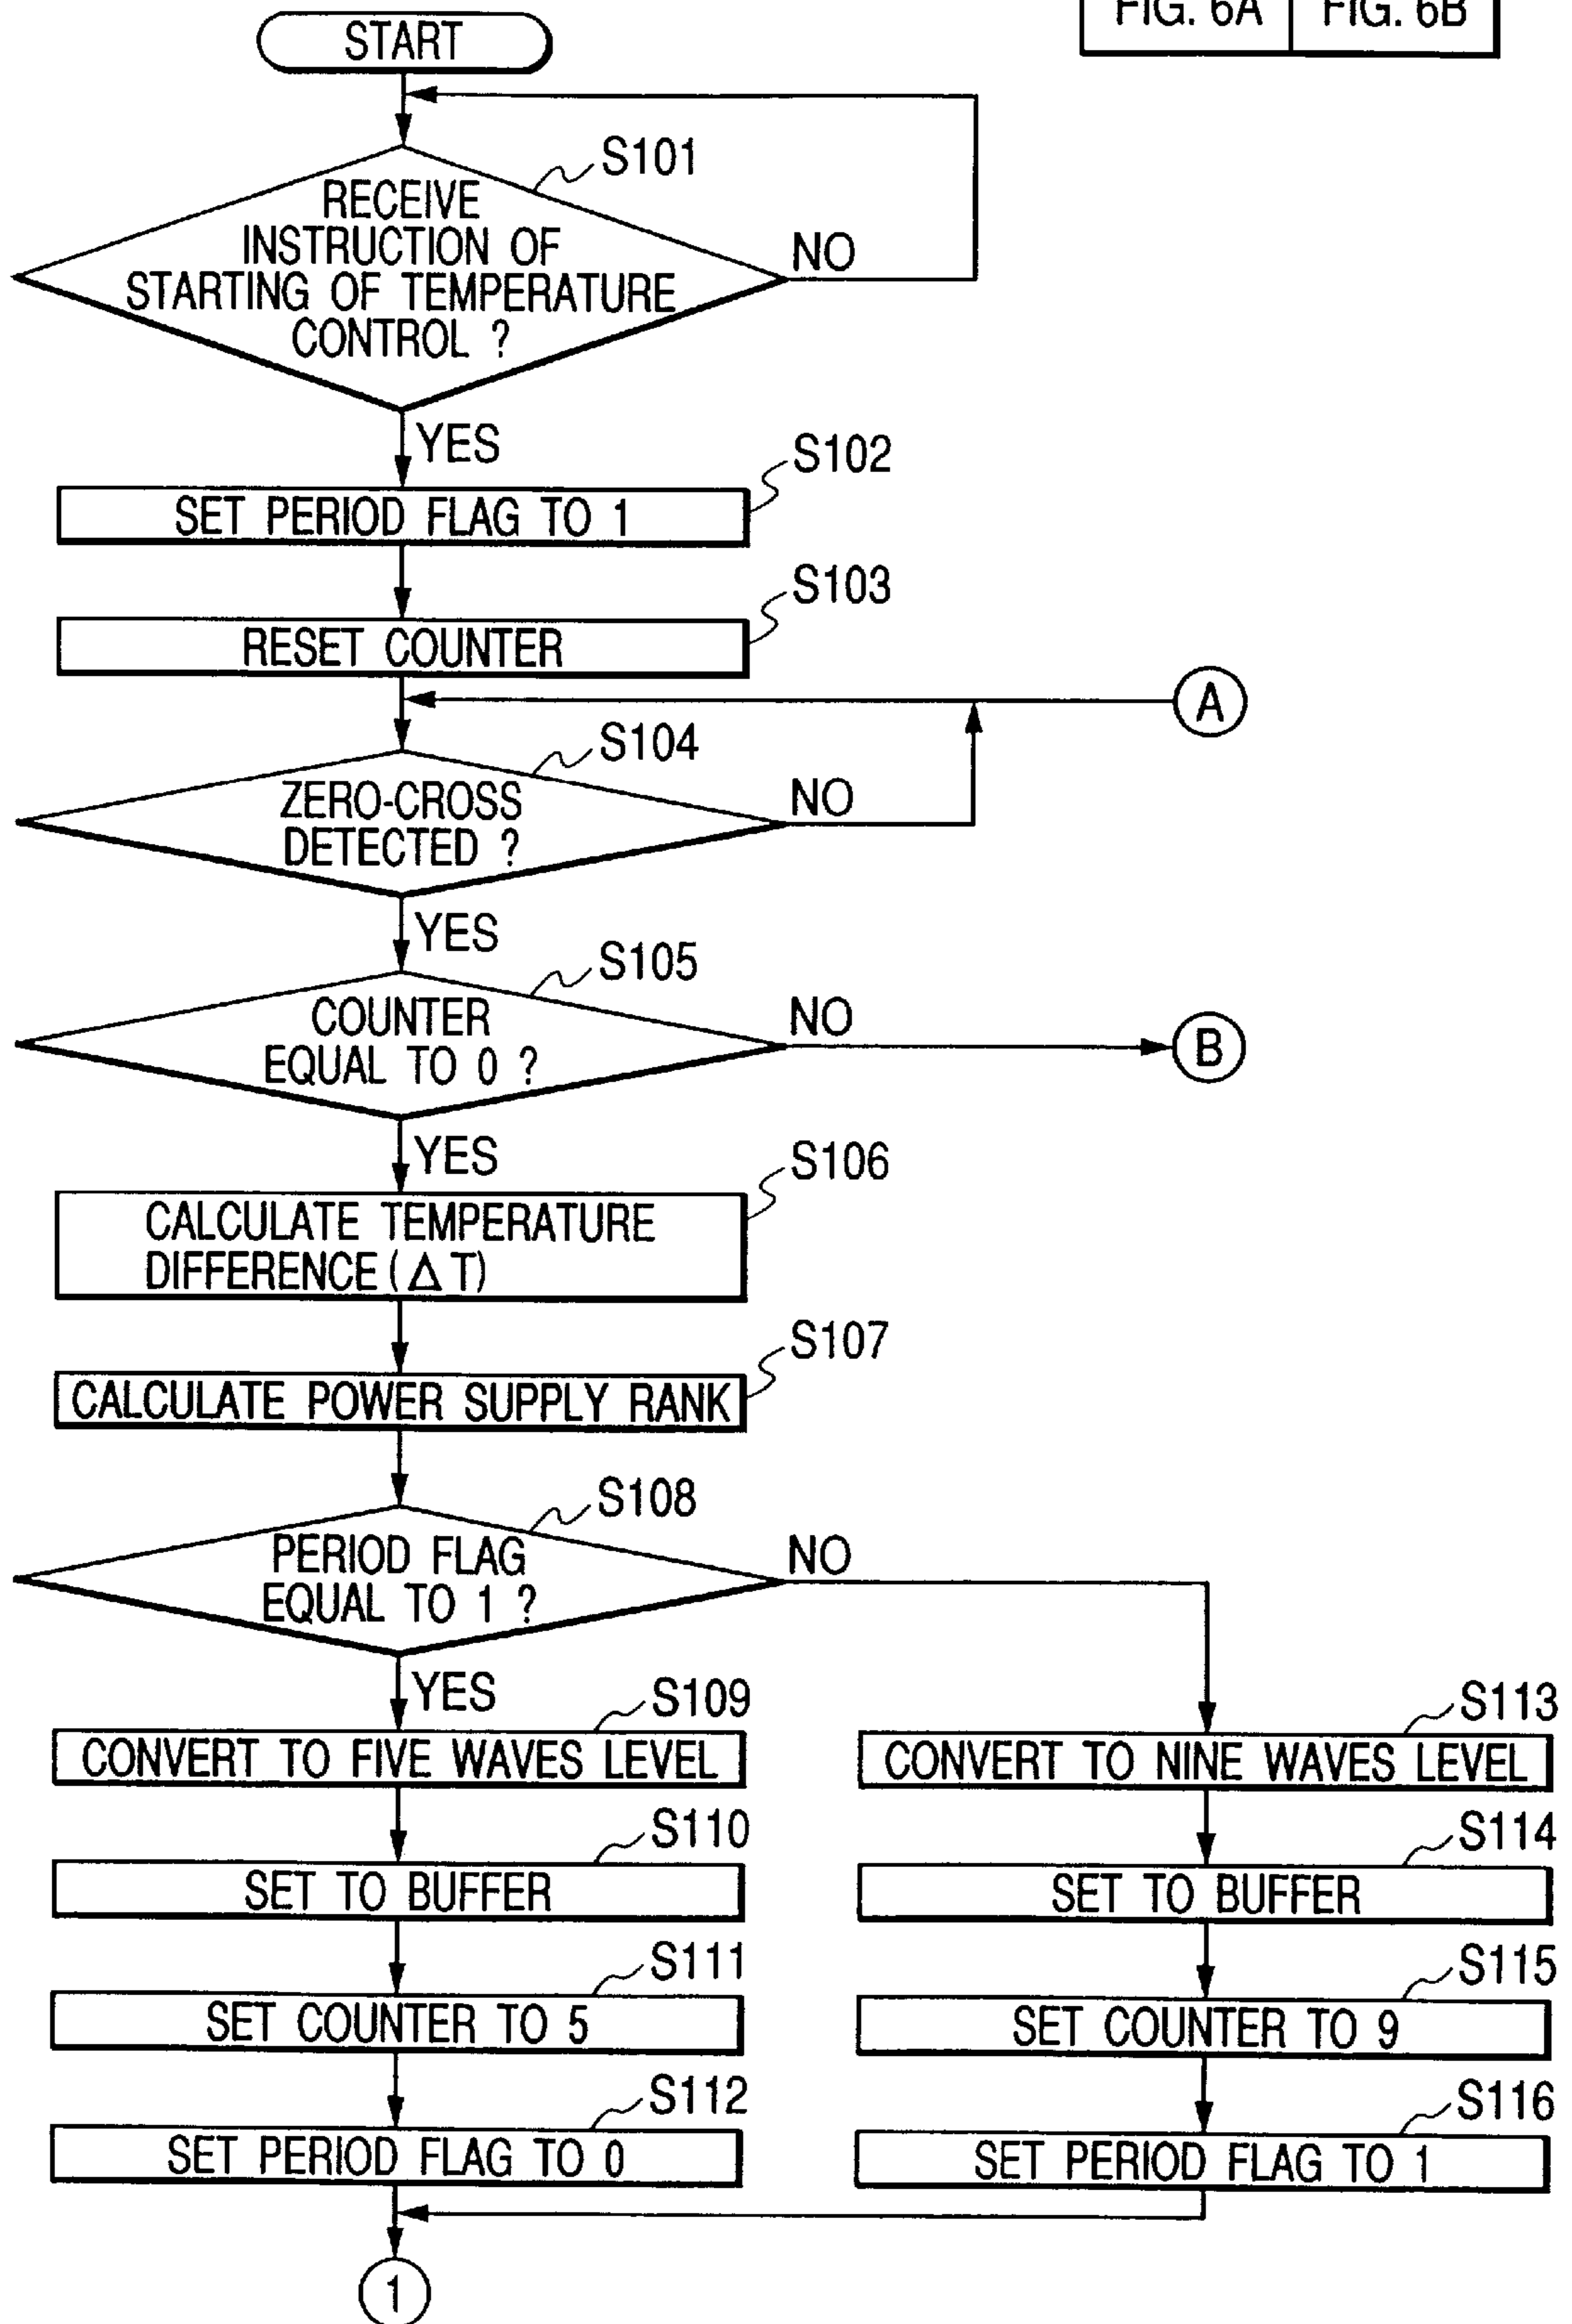 FIG. 6A FIG. 6B
START
S101
RECEIVE
INSTRUCTION OF
STARTING OF TEMPERATURE
CONTROL ?
NO
YES
S102
SET PERIOD FLAG TO 1
S103
RESET COUNTER
A
S104
ZERO-CROSS
DETECTED ?
NO
YES
S105
COUNTER
EQUAL TO 0 ?
NO
B
YES
S106
CALCULATE TEMPERATURE
DIFFERENCE (Δ T)
S107
CALCULATE POWER SUPPLY RANK
S108
PERIOD FLAG
EQUAL TO 1 ?
NO
YES
S109
CONVERT TO FIVE WAVES LEVEL
S110
SET TO BUFFER
S111
SET COUNTER TO 5
S112
SET PERIOD FLAG TO 0
S113
CONVERT TO NINE WAVES LEVEL
S114
SET TO BUFFER
S115
SET COUNTER TO 9
S116
SET PERIOD FLAG TO 1
1